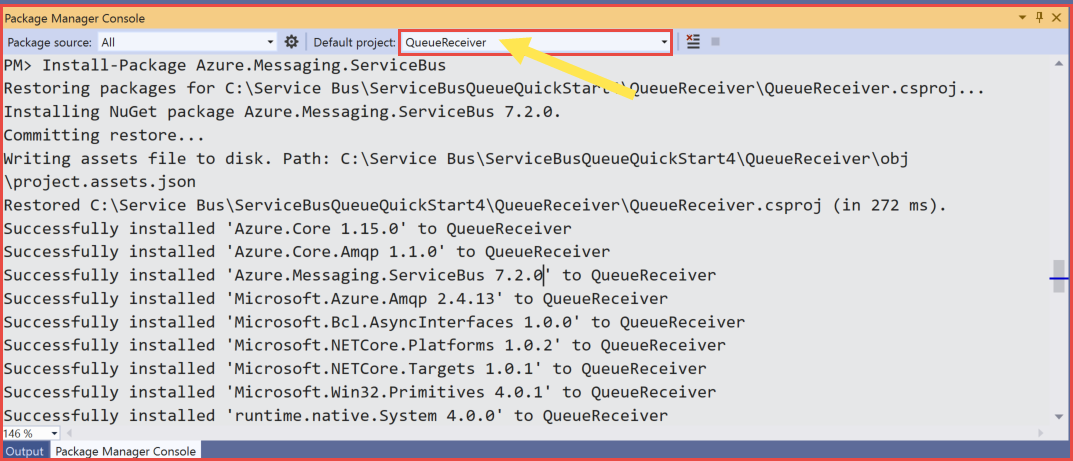 Package Manager Console
Package source: All Default project: QueueReceiver
PM> Install-Package Azure.Messaging.ServiceBus
Restoring packages for C:\Service Bus\ServiceBusQueueQuickStart \QueueReceiver\QueueReceiver.csproj...
Installing NuGet package Azure.Messaging.ServiceBus 7.2.0.
Committing restore...
Writing assets file to disk. Path: C:\Service Bus\ServiceBusQueueQuickStart4\QueueReceiver\obj
\project.assets.json
Restored C:\Service Bus\ServiceBusQueueQuickStart4\QueueReceiver\QueueReceiver.csproj (in 272 ms).
Successfully installed 'Azure.Core 1.15.0' to QueueReceiver
Successfully installed 'Azure.Core.Amqp 1.1.0' to QueueReceiver
Successfully installed 'Azure.Messaging.ServiceBus 7.2.0' to QueueReceiver
Successfully installed 'Microsoft.Azure.Amqp 2.4.13' to QueueReceiver
Successfully installed 'Microsoft.Bcl.AsyncInterfaces 1.0.0' to QueueReceiver
Successfully installed 'Microsoft.NETCore.Platforms 1.0.2' to QueueReceiver
Successfully installed 'Microsoft.NETCore.Targets 1.0.1' to QueueReceiver
Successfully installed 'Microsoft.Win32.Primitives 4.0.1' to QueueReceiver
Successfully installed 'runtime.native.System 4.0.0' to QueueReceiver
146 %
Output Package Manager Console